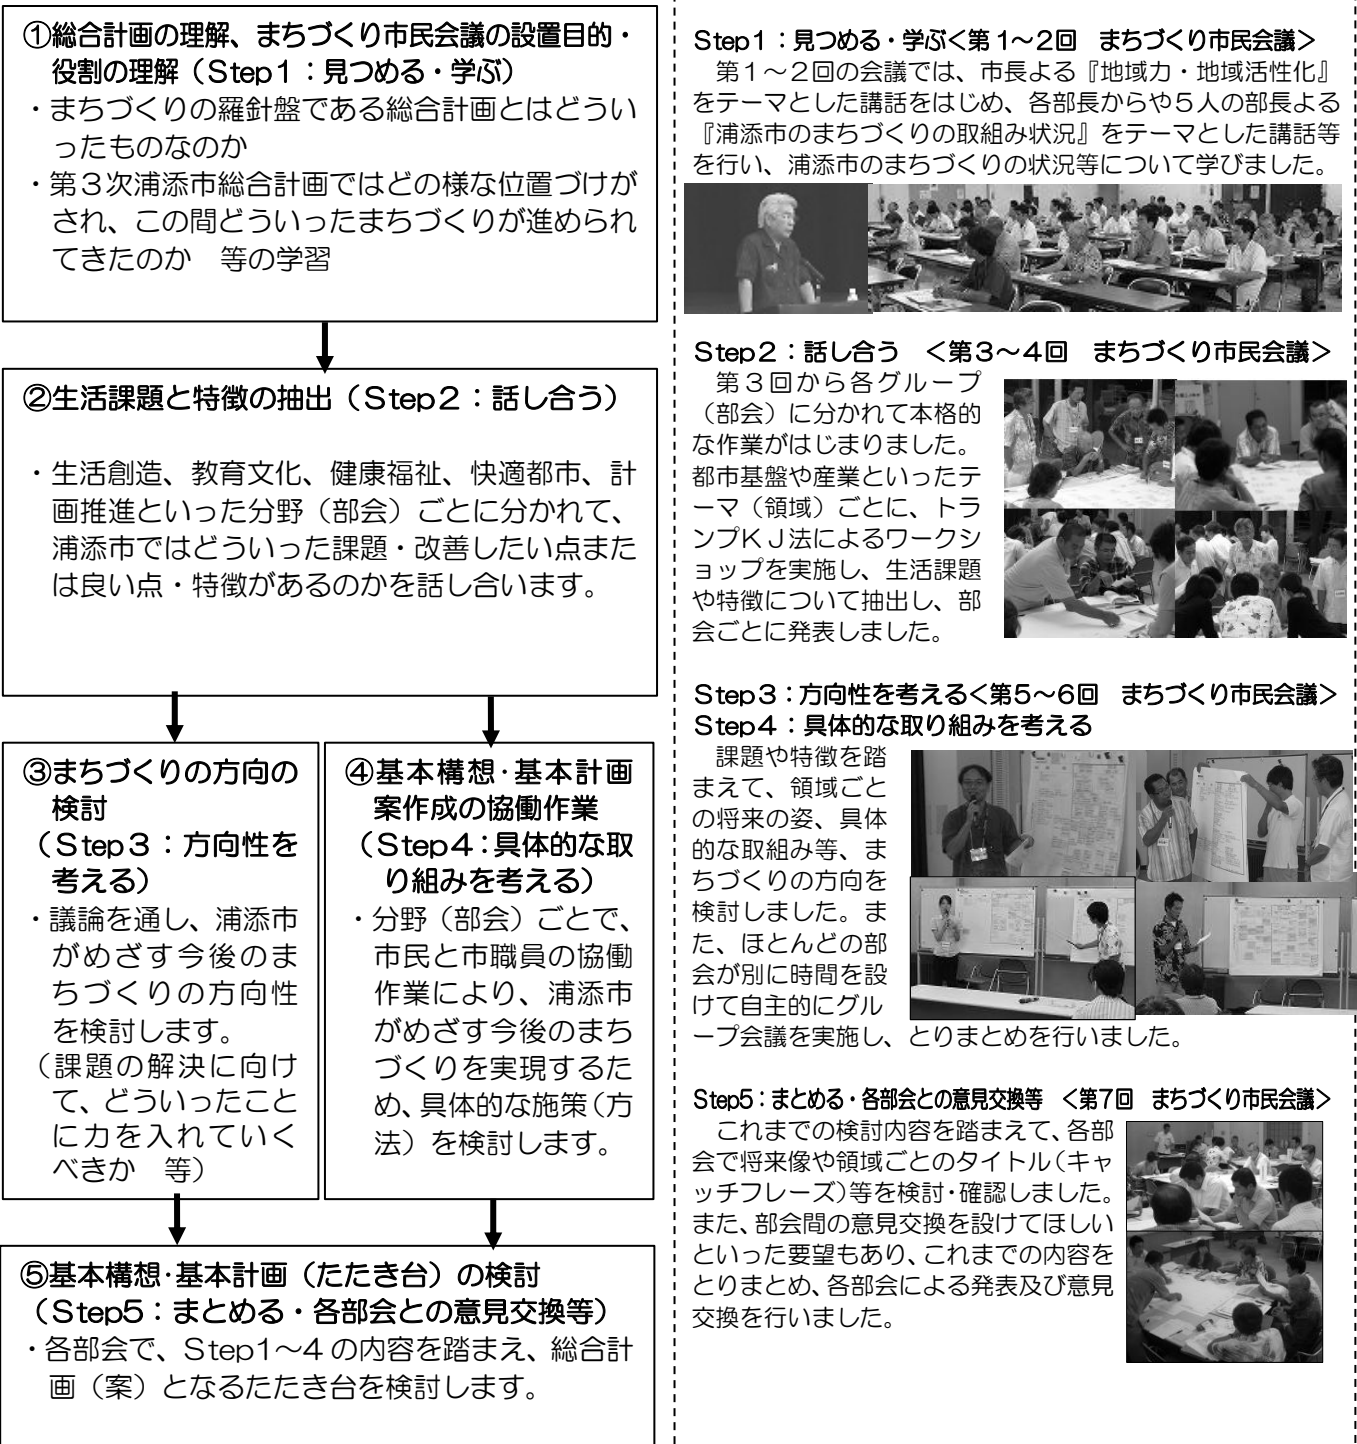 ①総合計画の理解、まちづくり市民会議の設置目的・
役割の理解（Step１：見つめる・学ぶ）
・まちづくりの羅針盤である総合計画とはどうい
ったものなのか
・第３次浦添市総合計画ではどの様な位置づけが
され、この間どういったまちづくりが進められ
てきたのか　等の学習
②生活課題と特徴の抽出（Step２：話し合う）
・生活創造、教育文化、健康福祉、快適都市、計
画推進といった分野（部会）ごとに分かれて、
浦添市ではどういった課題・改善したい点また
は良い点・特徴があるのかを話し合います。
③まちづくりの方向の
検討
（Step３：方向性を
考える）
・議論を通し、浦添市
がめざす今後のま
ちづくりの方向性
を検討します。
（課題の解決に向け
て、どういったこと
に力を入れていく
べきか　等）
④基本構想・基本計画
案作成の協働作業
（Step４：具体的な取
り組みを考える）
・分野（部会）ごとで、
市民と市職員の協働
作業により、浦添市
がめざす今後のまち
づくりを実現するた
め、具体的な施策（方
法）を検討します。
⑤基本構想・基本計画（たたき台）の検討
（Step5：まとめる・各部会との意見交換等）
・各部会で、Step1～4の内容を踏まえ、総合計
画（案）となるたたき台を検討します。
Step１：見つめる・学ぶ＜第1～2回　まちづくり市民会議＞
第１～２回の会議では、市長よる『地域力・地域活性化』
をテーマとした講話をはじめ、各部長からや５人の部長よる
『浦添市のまちづくりの取組み状況』をテーマとした講話等
を行い、浦添市のまちづくりの状況等について学びました。
Step２：話し合う　＜第３～４回　まちづくり市民会議＞
第３回から各グループ
（部会）に分かれて本格的
な作業がはじまりました。
都市基盤や産業といったテ
ーマ（領域）ごとに、トラ
ンプＫＪ法によるワークシ
ョップを実施し、生活課題
や特徴について抽出し、部
会ごとに発表しました。
Step３：方向性を考える＜第５～６回　まちづくり市民会議＞
Step４：具体的な取り組みを考える
課題や特徴を踏
まえて、領域ごと
の将来の姿、具体
的な取組み等、ま
ちづくりの方向を
検討しました。ま
た、ほとんどの部
会が別に時間を設
けて自主的にグル
ープ会議を実施し、とりまとめを行いました。
Step5：まとめる・各部会との意見交換等　＜第7回　まちづくり市民会議＞
これまでの検討内容を踏まえて、各部
会で将来像や領域ごとのタイトル（キャ
ッチフレーズ）等を検討・確認しました。
また、部会間の意見交換を設けてほしい
といった要望もあり、これまでの内容を
とりまとめ、各部会による発表及び意見
交換を行いました。